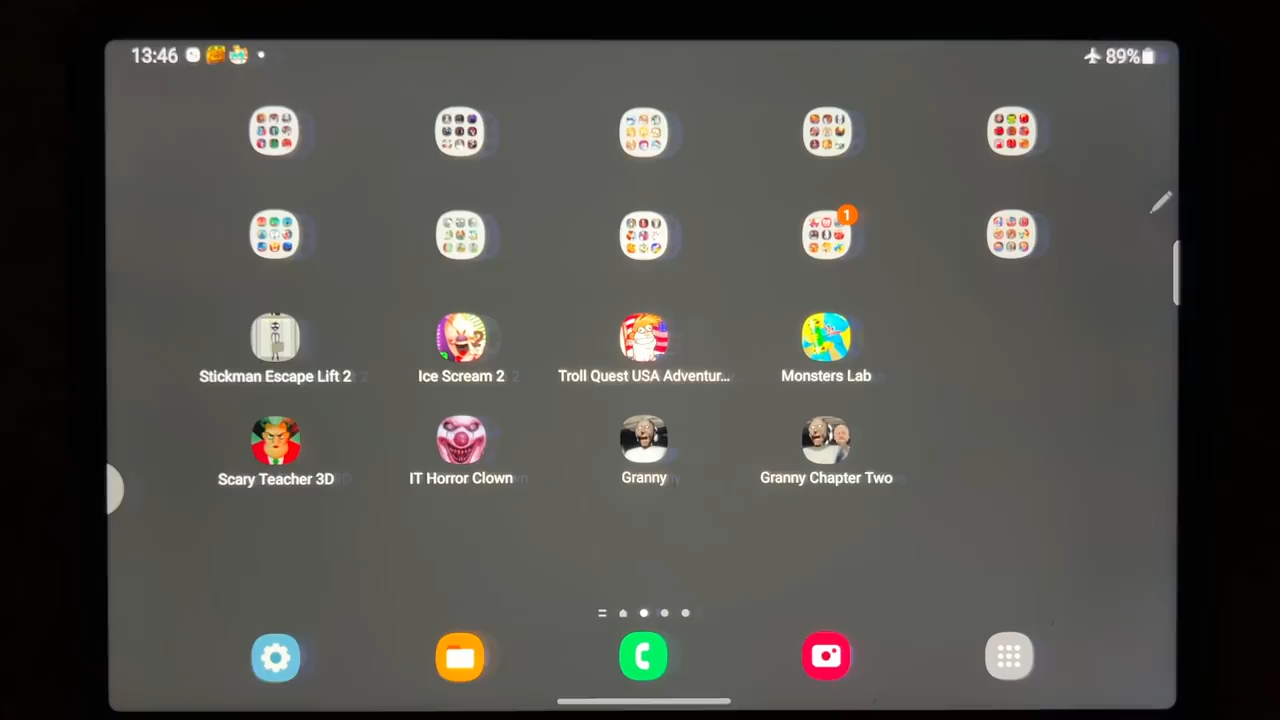 13:46
89%
1
Stickman Escape Lift 2
Ice Scream 2
Troll Quest USA Adventur...
Monsters Lab
Scary Teacher 3D
IT Horror Clown
Granny
Granny Chapter Two